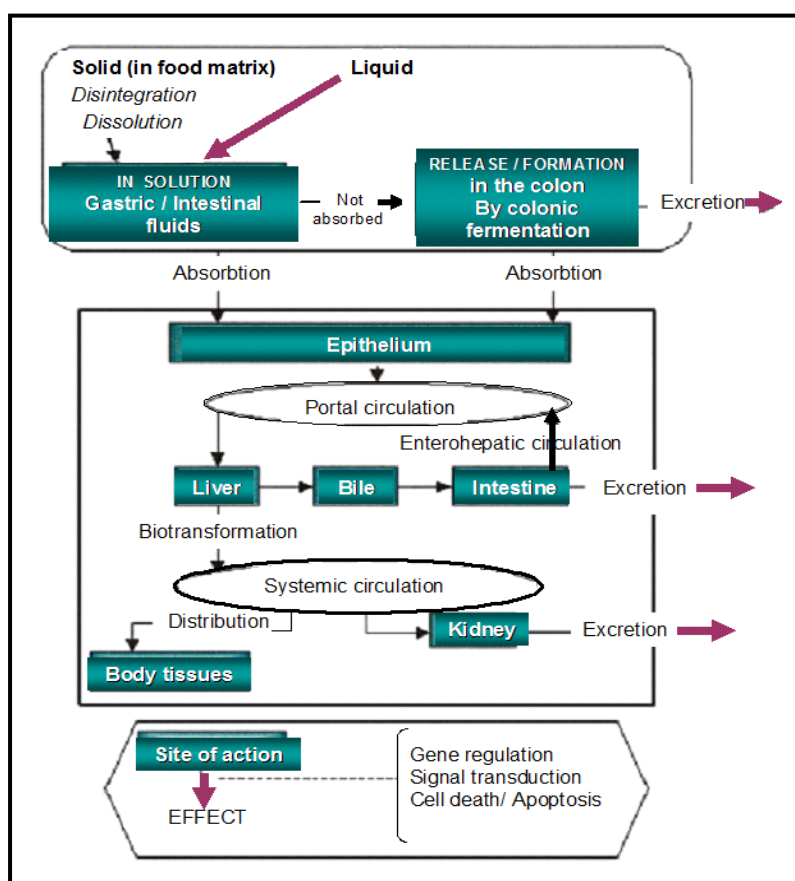 Solid (in food matrix)
Liquid
Disintegration
Dissolution
IN SOLUTION
Gastric / Intestinal
fluids
Not
absorbed
RELEASE / FORMATION
in the colon
By colonic
fermentation
Excretion
Absorbtion
Absorbtion
Epithelium
Portal circulation
Enterohepatic circulation
Liver
Bile
Intestine
Excretion
Biotransformation
Systemic circulation
Distribution
Kidney
Excretion
Body tissues
Site of action
EFFECT
Gene regulation
Signal transduction
Cell death/ Apoptosis